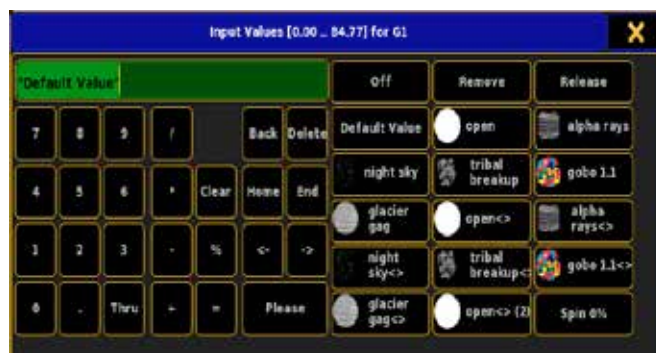 Input Values [0.00 .. 84.77] for G1
X
"Default Value"
Off
Remove
Release
7
8
9
/
Back
Delete
Default Value
open
alpha rays
4
5
6
*
Clear
Home
End
night sky
tribal
breakup
gobo 1.1
1
2
3
-
%
<-
->
glacier
gag
open<>
alpha
rays<>
0
.
Thru
+
=
Please
night
sky<>
tribal
breakup<>
gobo 1.1<>
glacier
gag<>
open<> (2)
Spin 0%